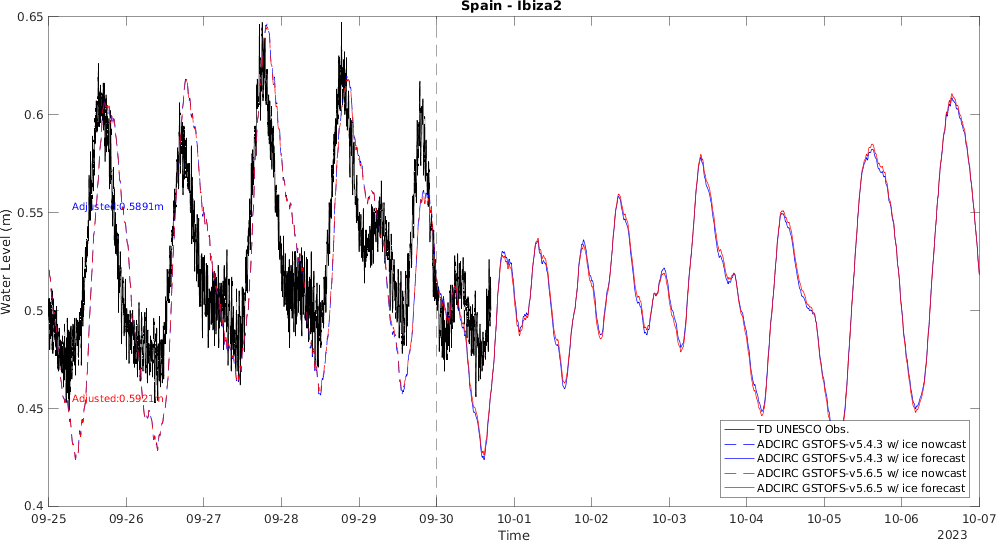 Spain - Ibiza2
0.65
0.6
0.55
0.5
0.45
0.4
Water Level (m)
Adjusted:0.5891m
Adjusted:0.5921m
TD UNESCO Obs.
ADCIRC GSTOFS-v5.4.3 w/ ice nowcast
ADCIRC GSTOFS-v5.4.3 w/ ice forecast
ADCIRC GSTOFS-v5.6.5 w/ ice nowcast
ADCIRC GSTOFS-v5.6.5 w/ ice forecast
09-25 09-26 09-27 09-28 09-29 09-30 10-01 10-02 10-03 10-04 10-05 10-06 10-07
Time
2023